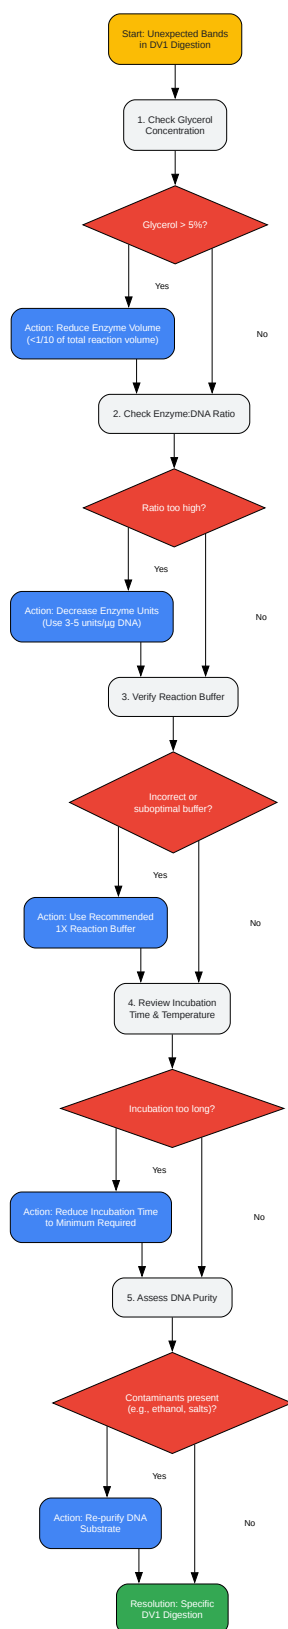 Start: Unexpected Bands
in DV1 Digestion
1. Check Glycerol
Concentration
Glycerol > 5%?
Yes
Action: Reduce Enzyme Volume
(<1/10 of total reaction volume)
No
2. Check Enzyme:DNA Ratio
Ratio too high?
Yes
Action: Decrease Enzyme Units
(Use 3-5 units/µg DNA)
No
3. Verify Reaction Buffer
Incorrect or
suboptimal buffer?
Yes
Action: Use Recommended
1X Reaction Buffer
No
4. Review Incubation
Time & Temperature
Incubation too long?
Yes
Action: Reduce Incubation Time
to Minimum Required
No
5. Assess DNA Purity
Contaminants present
(e.g., ethanol, salts)?
Yes
Action: Re-purify DNA
Substrate
No
Resolution: Specific
DV1 Digestion